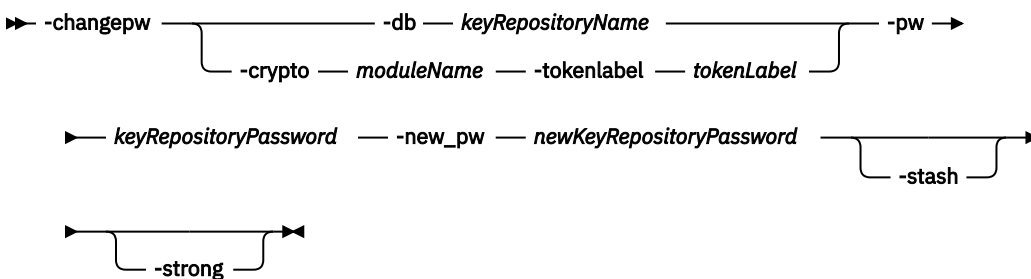 -changepw -db keyRepositoryName -pw
-crypto moduleName -tokenlabel tokenLabel
keyRepositoryPassword -new_pw newKeyRepositoryPassword
-stash
-strong